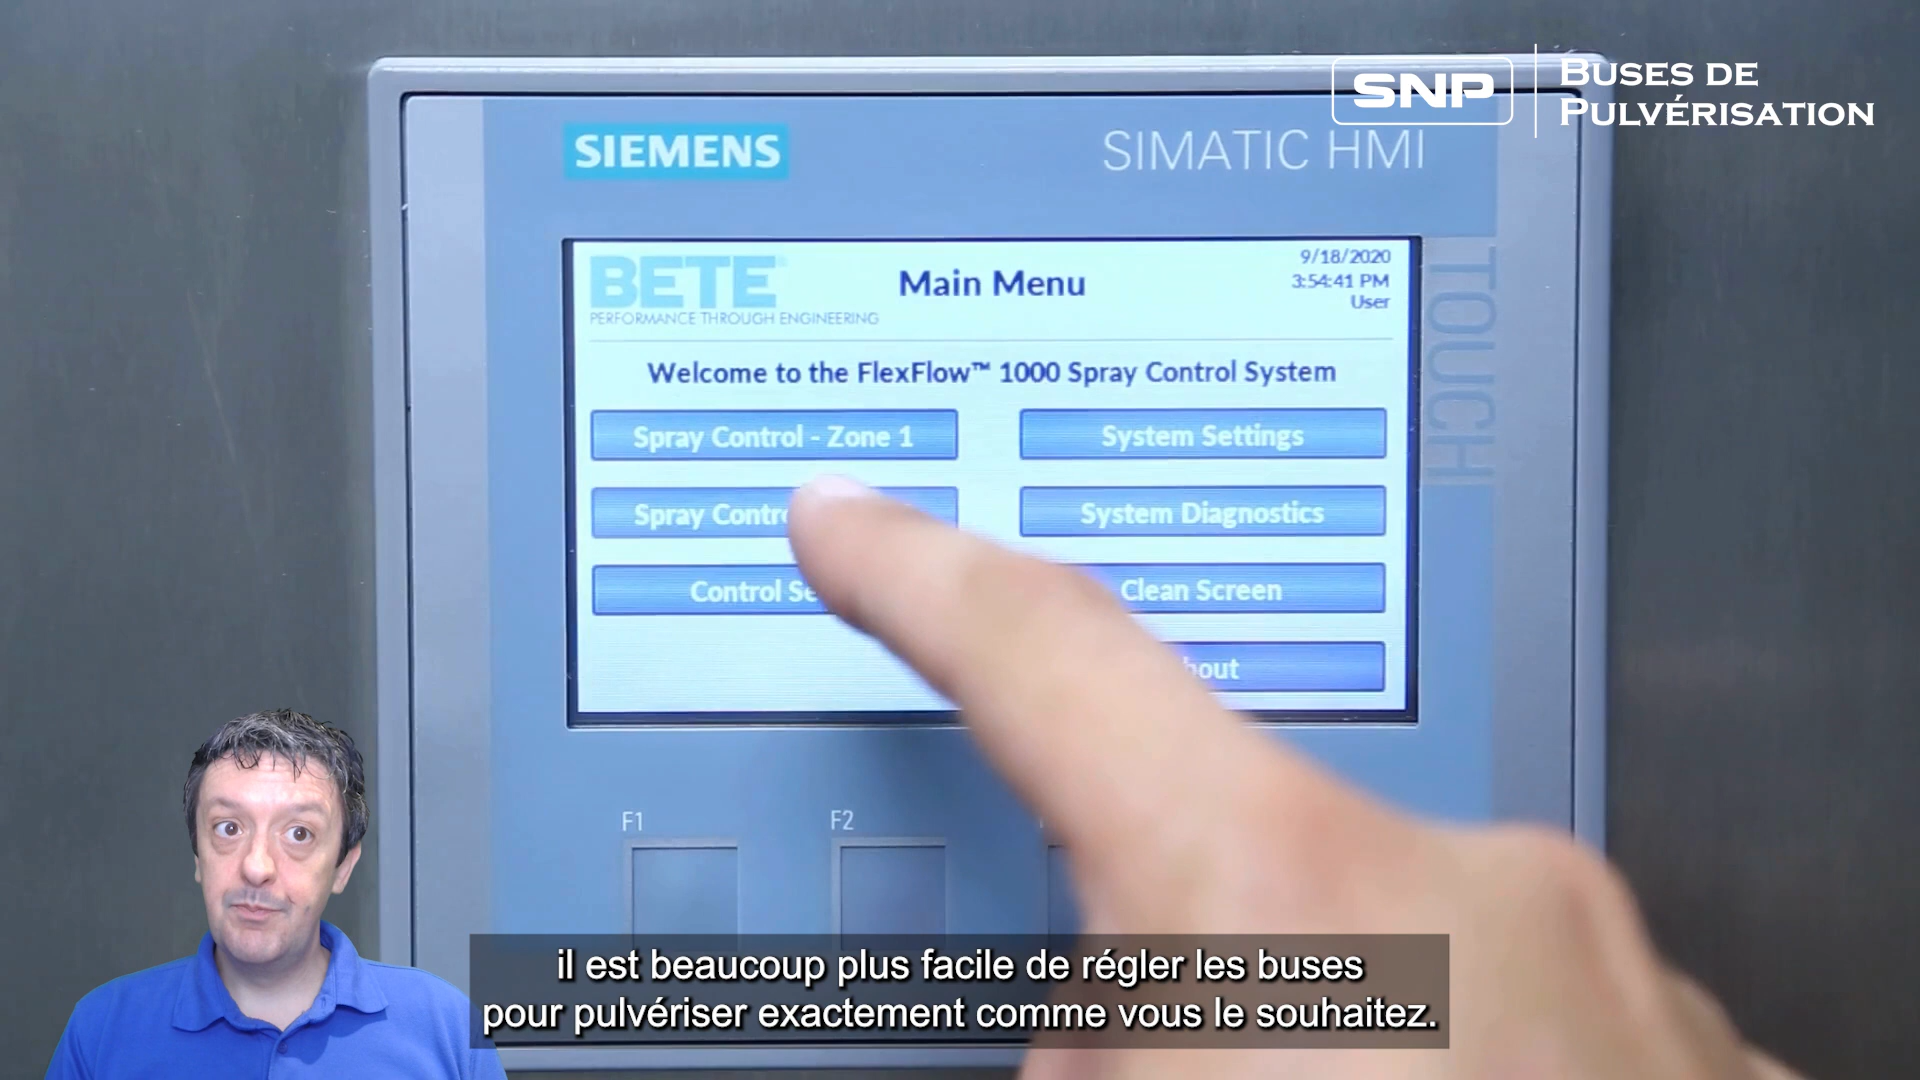 SNP
BUSES DE
PULVÉRISATION
SIEMENS
SIMATIC HMI
TOUCH
BETE
PERFORMANCE THROUGH ENGINEERING
Main Menu
9/18/2020
3:54:41 PM
User
Welcome to the FlexFlow™ 1000 Spray Control System
Spray Control - Zone 1
System Settings
Spray
System Diagnostics
Control
Clean Screen
F1
F2
il est beaucoup plus facile de régler les buses
pour pulvériser exactement comme vous le souhaitez.